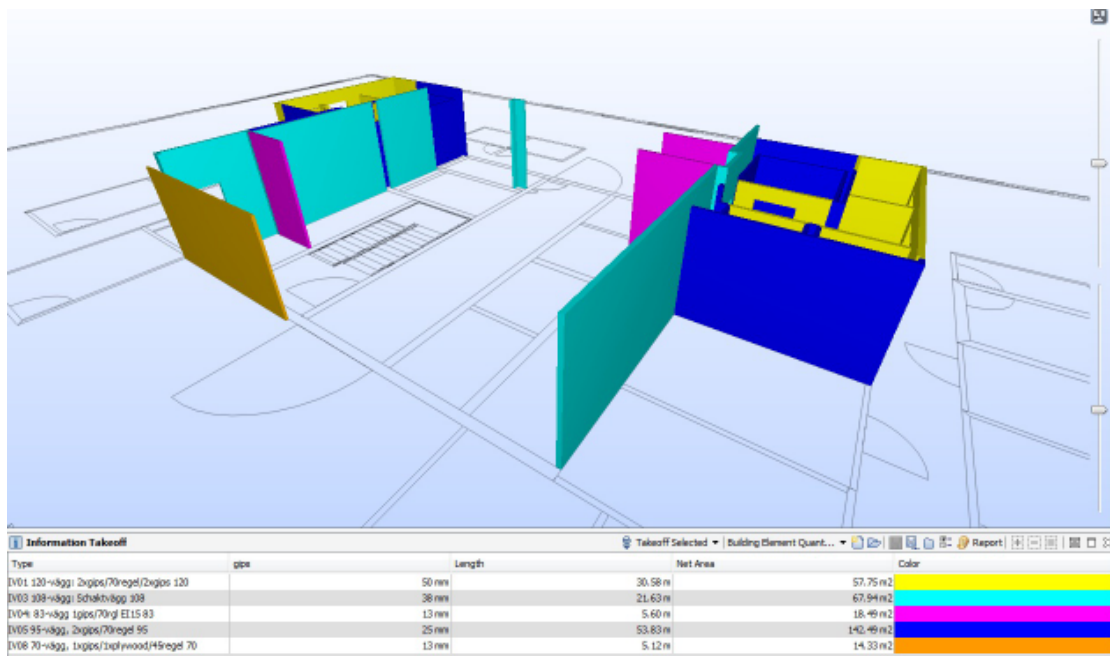 Information Takeoff
Takeoff Selected
Building Element Quant...
Report
Type gips Length Net Area Color
IV01 120-vägg: 2xgips/70regel/2xgips 120 50 mm 30.58 m 57.75 m2
IV03 108-vägg: Schaktvägg 108 38 mm 21.63 m 67.94 m2
IV04: 83-vägg 1gips/70rgl EI15 83 13 mm 5.60 m 18.49 m2
IV05 95-vägg, 2xgips/70regel 95 25 mm 53.83 m 142.49 m2
IV08 70-vägg, 1xgips/1xplywood/45regel 70 13 mm 5.12 m 14.33 m2